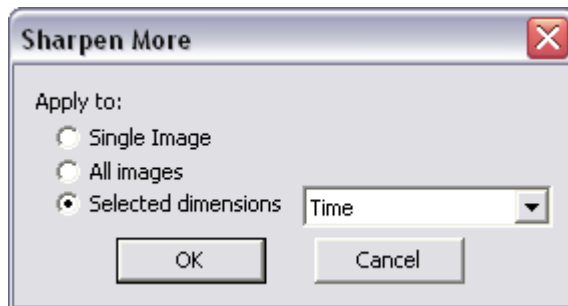 Sharpen More
Apply to:
Single Image
All images
Selected dimensions Time
OK Cancel